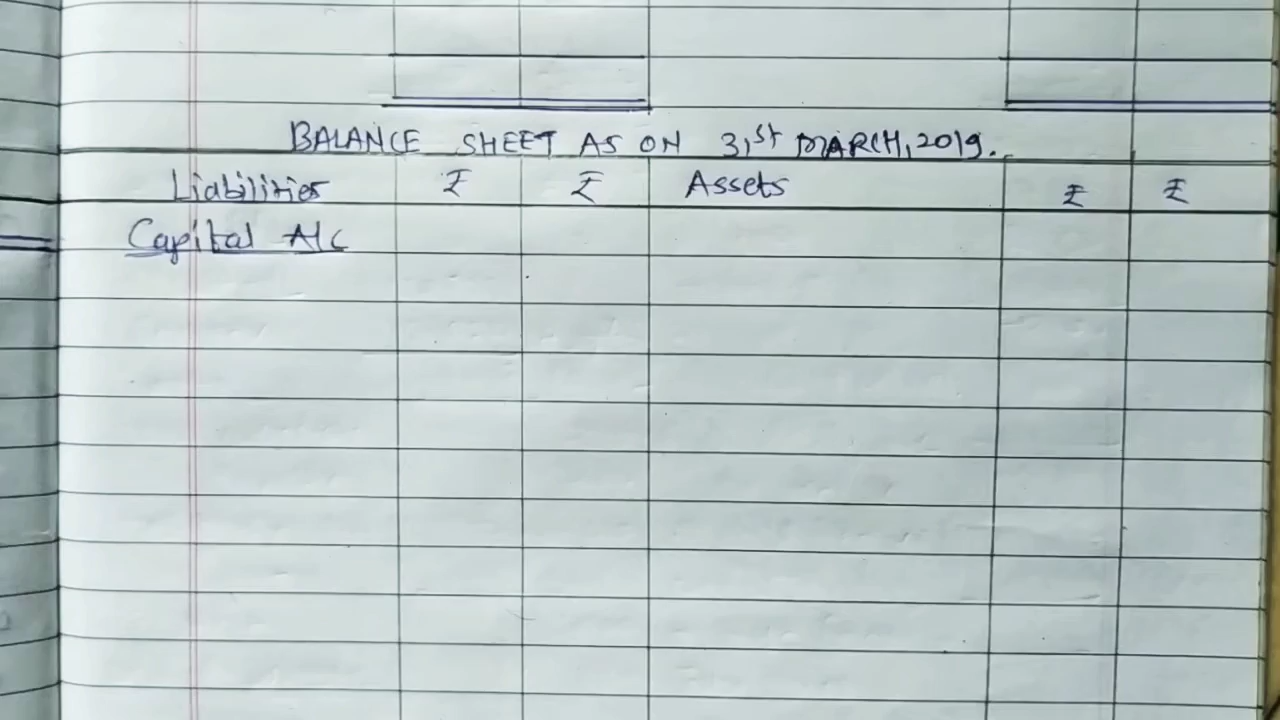 BALANCE SHEET AS ON 31st MARCH, 2019.
Liabilities ₹ ₹ Assets ₹ ₹
Capital A/c